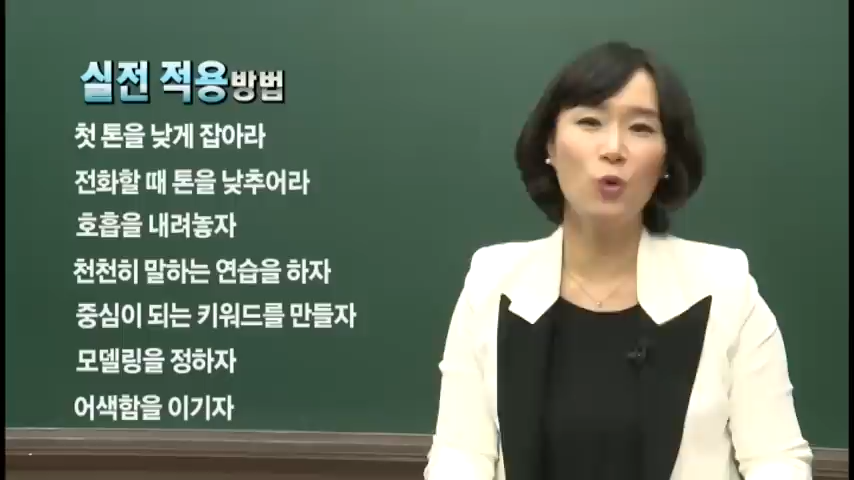 실전 적용방법
첫 톤을 낮게 잡아라
전화할 때 톤을 낮추어라
호흡을 내려놓자
천천히 말하는 연습을 하자
중심이 되는 키워드를 만들자
모델링을 정하자
어색함을 이기자